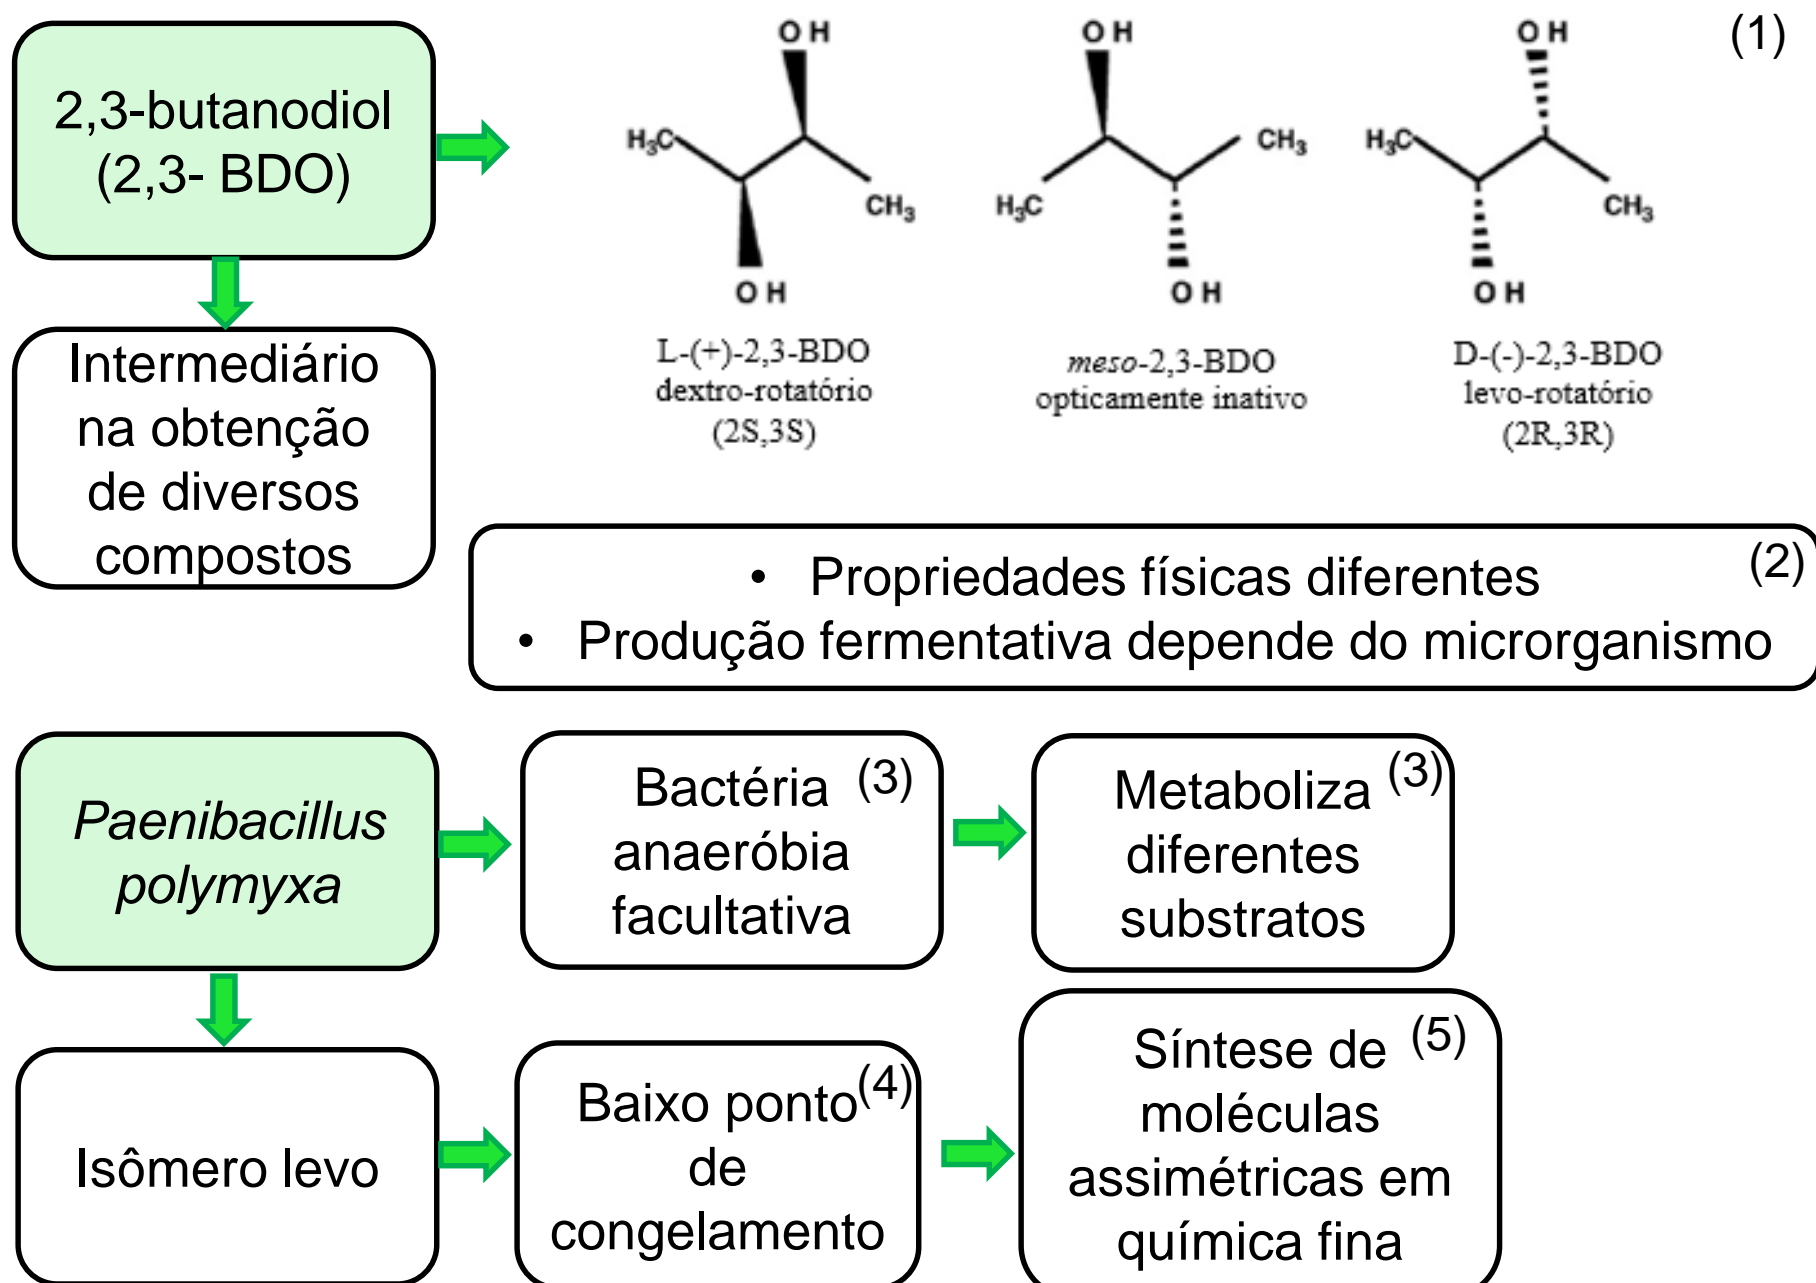 2,3-butanodiol
(2,3- BDO)
(1)
OH
H₃C
CH₃
OH
L-(+)-2,3-BDO
dextro-rotatório
(2S,3S)
OH
CH₃
H₃C
OH
meso-2,3-BDO
opticamente inativo
OH
H₃C
CH₃
OH
D-(-)-2,3-BDO
levo-rotatório
(2R,3R)
Intermediário
na obtenção
de diversos
compostos
• Propriedades físicas diferentes (2)
• Produção fermentativa depende do microrganismo
Paenibacillus
polymyxa
Bactéria (3)
anaeróbia
facultativa
Metaboliza (3)
diferentes
substratos
Isômero levo
Baixo ponto (4)
de
congelamento
Síntese de (5)
moléculas
assimétricas em
química fina